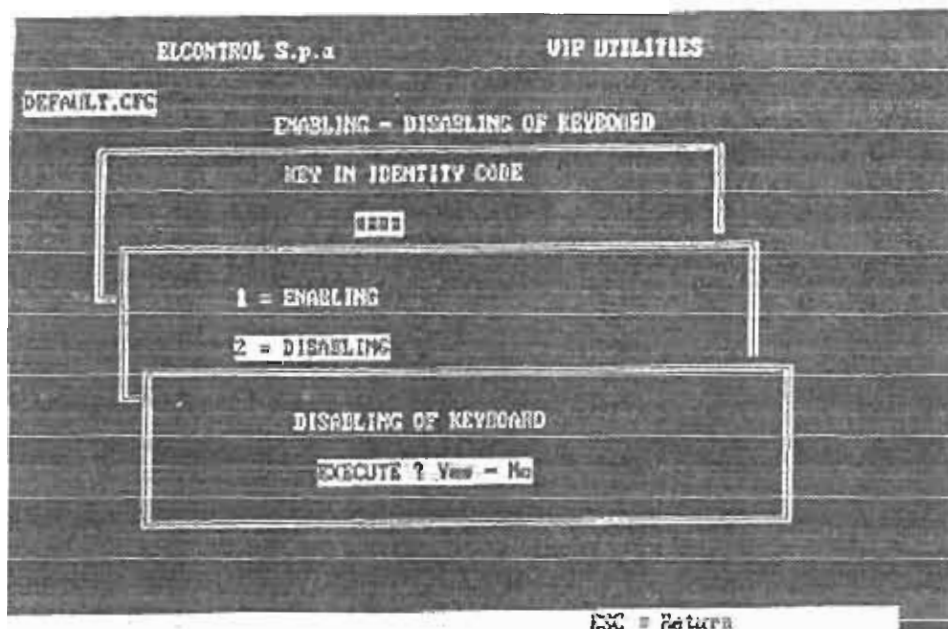 ELCONTROL S.p.a VIP UTILITIES
DEFAULT.CFG
ENABLING - DISABLING OF KEYBOARD
KEY IN IDENTITY CODE
1 = ENABLING
2 = DISABLING
DISABLING OF KEYBOARD
EXECUTE ? Yes - No
ESC = Return